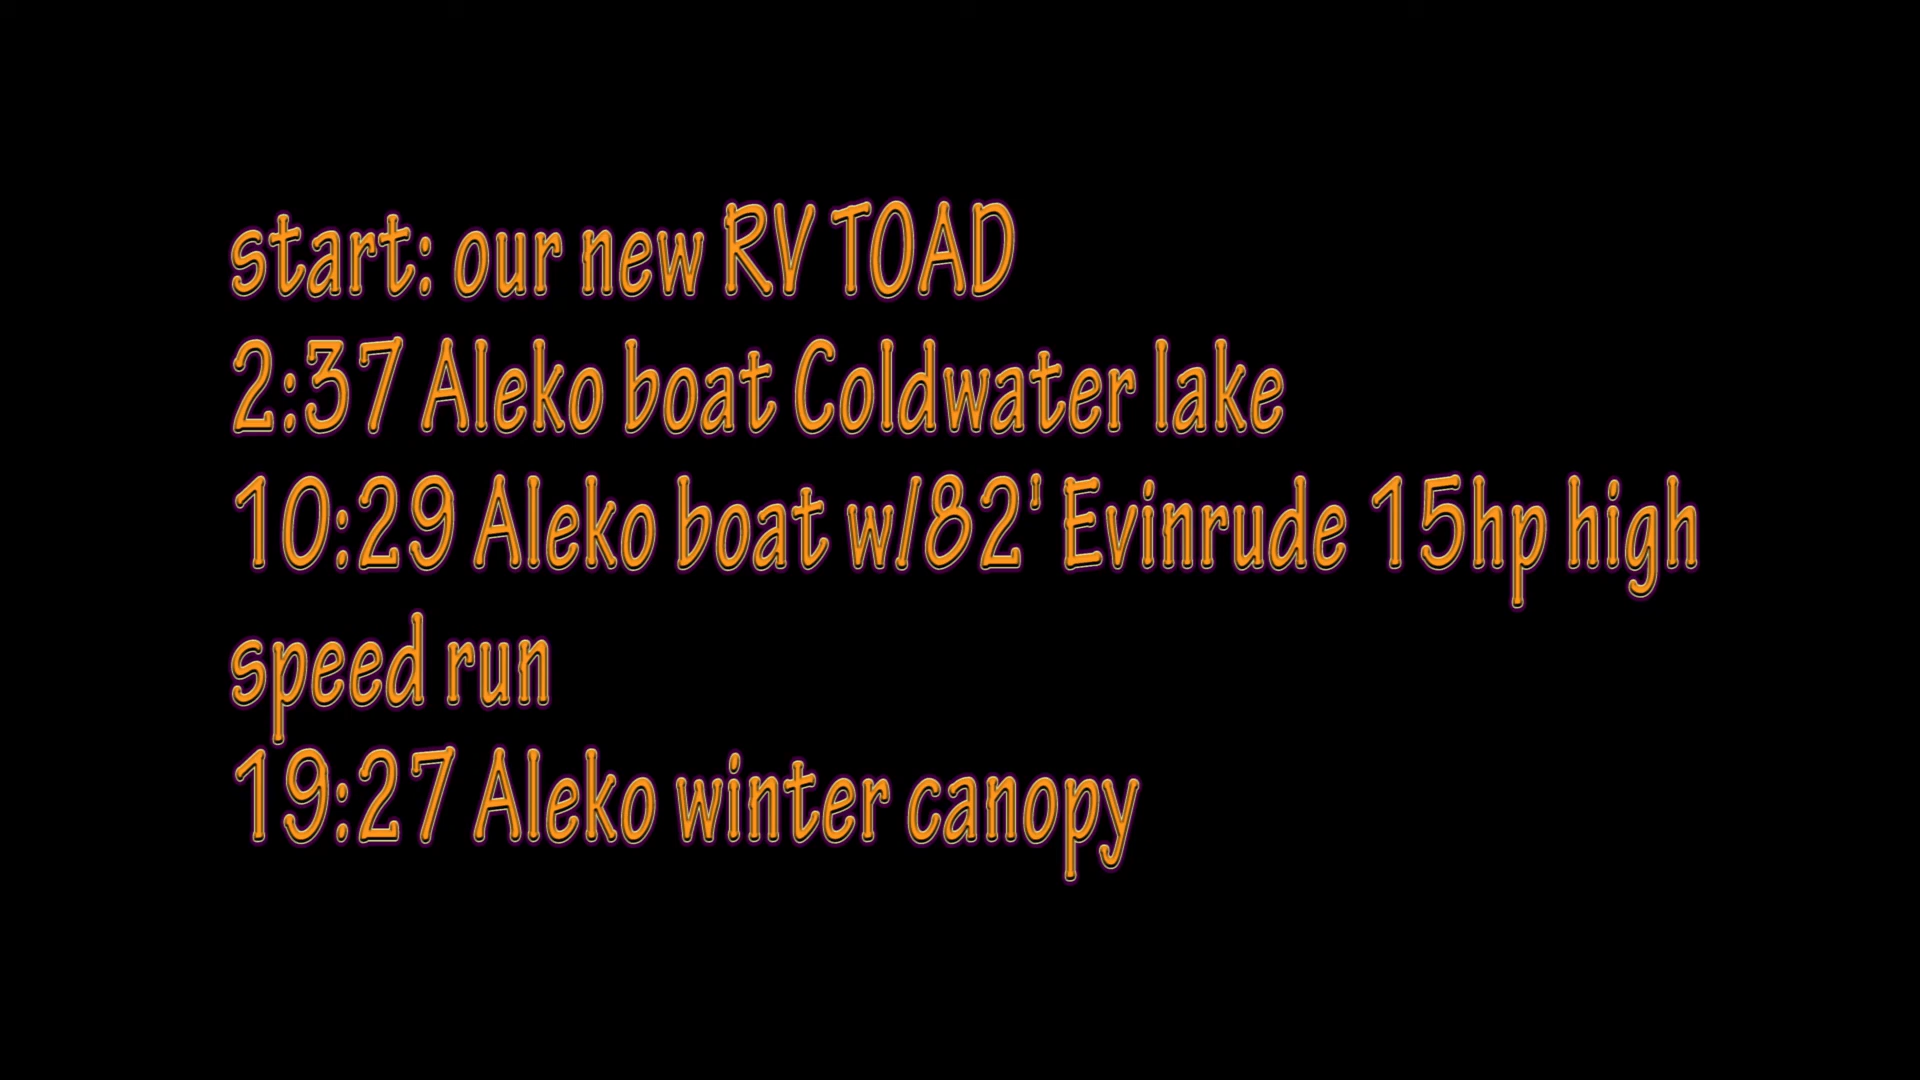 start: our new RV TOAD
2:37 Aleko boat Coldwater lake
10:29 Aleko boat w/82' Evinrude 15hp high
speed run
19:27 Aleko winter canopy